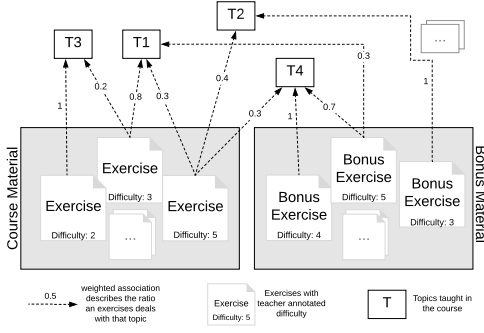 T2
T3
T1
...
T4
0.3
0.4
0.2
1
1
0.8
0.3
0.7
0.3
1
Course Material
Exercise
Difficulty: 3
Exercise
Difficulty: 2
Exercise
Difficulty: 5
...
Bonus
Exercise
Difficulty: 5
Bonus
Exercise
Difficulty: 4
Bonus
Exercise
Difficulty: 3
...
Bonus Material
0.5
weighted association
describes the ratio
an exercises deals
with that topic
Exercise
Difficulty: 5
Exercises with
teacher annotated
difficulty
T
Topics taught in
the course